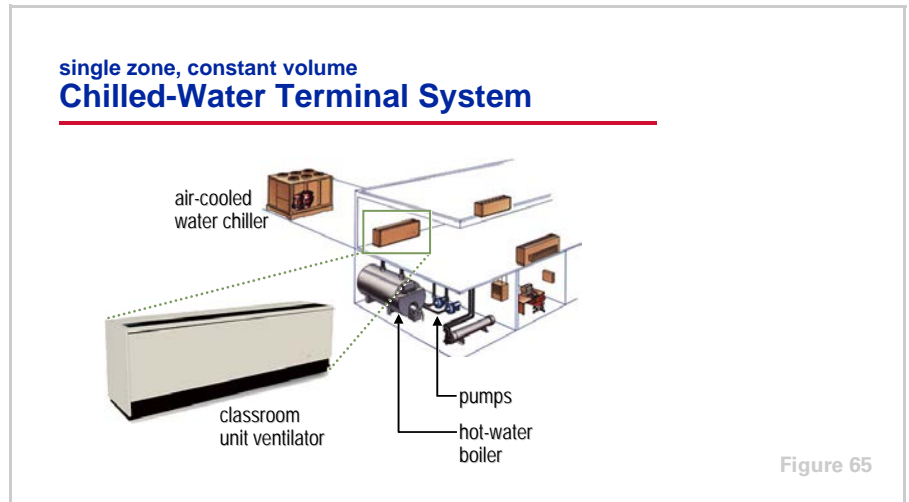 single zone, constant volume
Chilled-Water Terminal System
air-cooled
water chiller
classroom
unit ventilator
pumps
hot-water
boiler
Figure 65